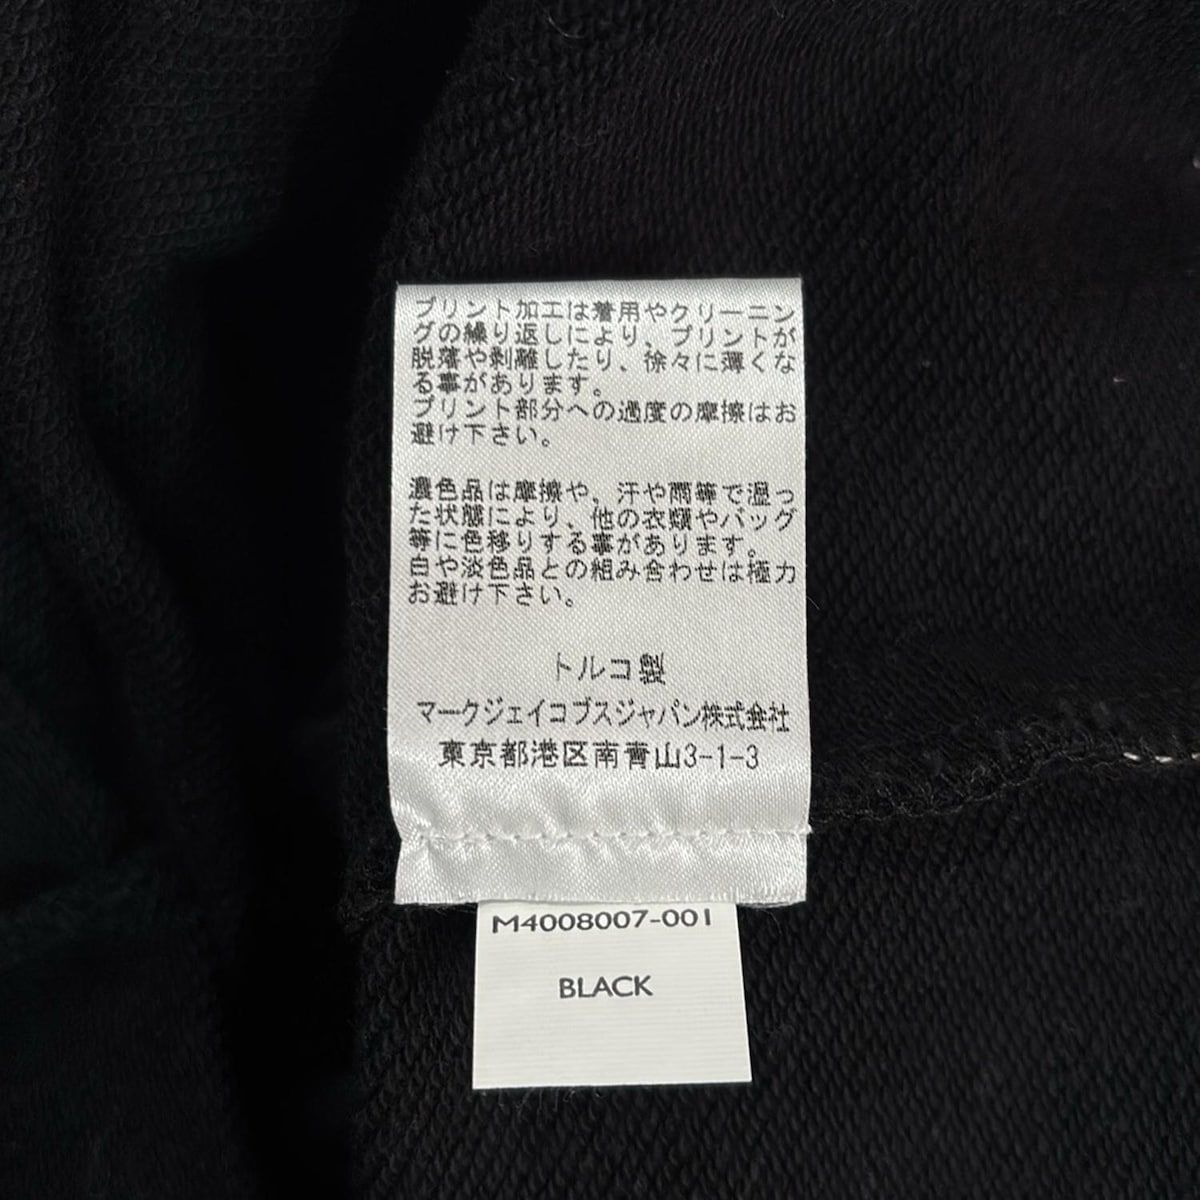 プリント加工は着用やクリーニン
グの繰り返しにより、プリントが
脱落や剥離したり、徐々に薄くな
る事があります。
プリント部分への過度の摩擦はお
避け下さい。
濃色品は摩擦や、汗や雨等で湿っ
た状態により、他の衣類やバッグ
等に色移りする事があります。
白や淡色品との組み合わせは極力
お避け下さい。
トルコ製
マークジェイコブスジャパン株式会社
東京都港区南青山3-1-3
M4008007-001
BLACK